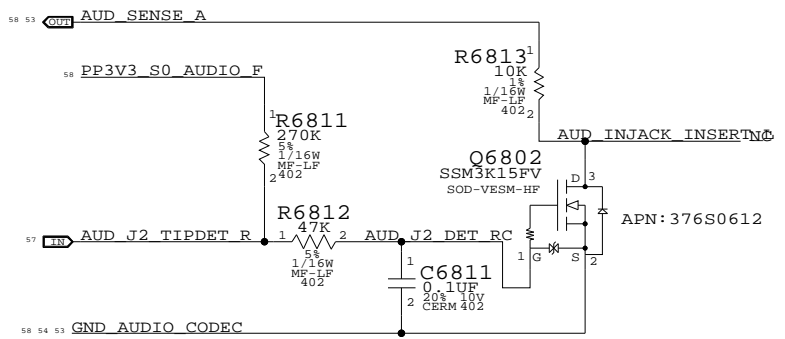 58 53 OUT AUD_SENSE_A
58 PP3V3_S0_AUDIO_F
1
R6813
10K
1%
1/16W
MF-LF
402
2
1
R6811
270K
5%
1/16W
MF-LF
402
2
AUD_INJACK_INSERT_L
NC
Q6802
SSM3K15FV
SOD-VESM-HF
D 3
APN:376S0612
1 G S 2
R6812
47K
57 IN AUD_J2_TIPDET_R
1 2
5%
1/16W
MF-LF
402
AUD_J2_DET_RC
1
C6811
0.1UF
20% 10V
CERM 402
2
58 54 53 GND_AUDIO_CODEC